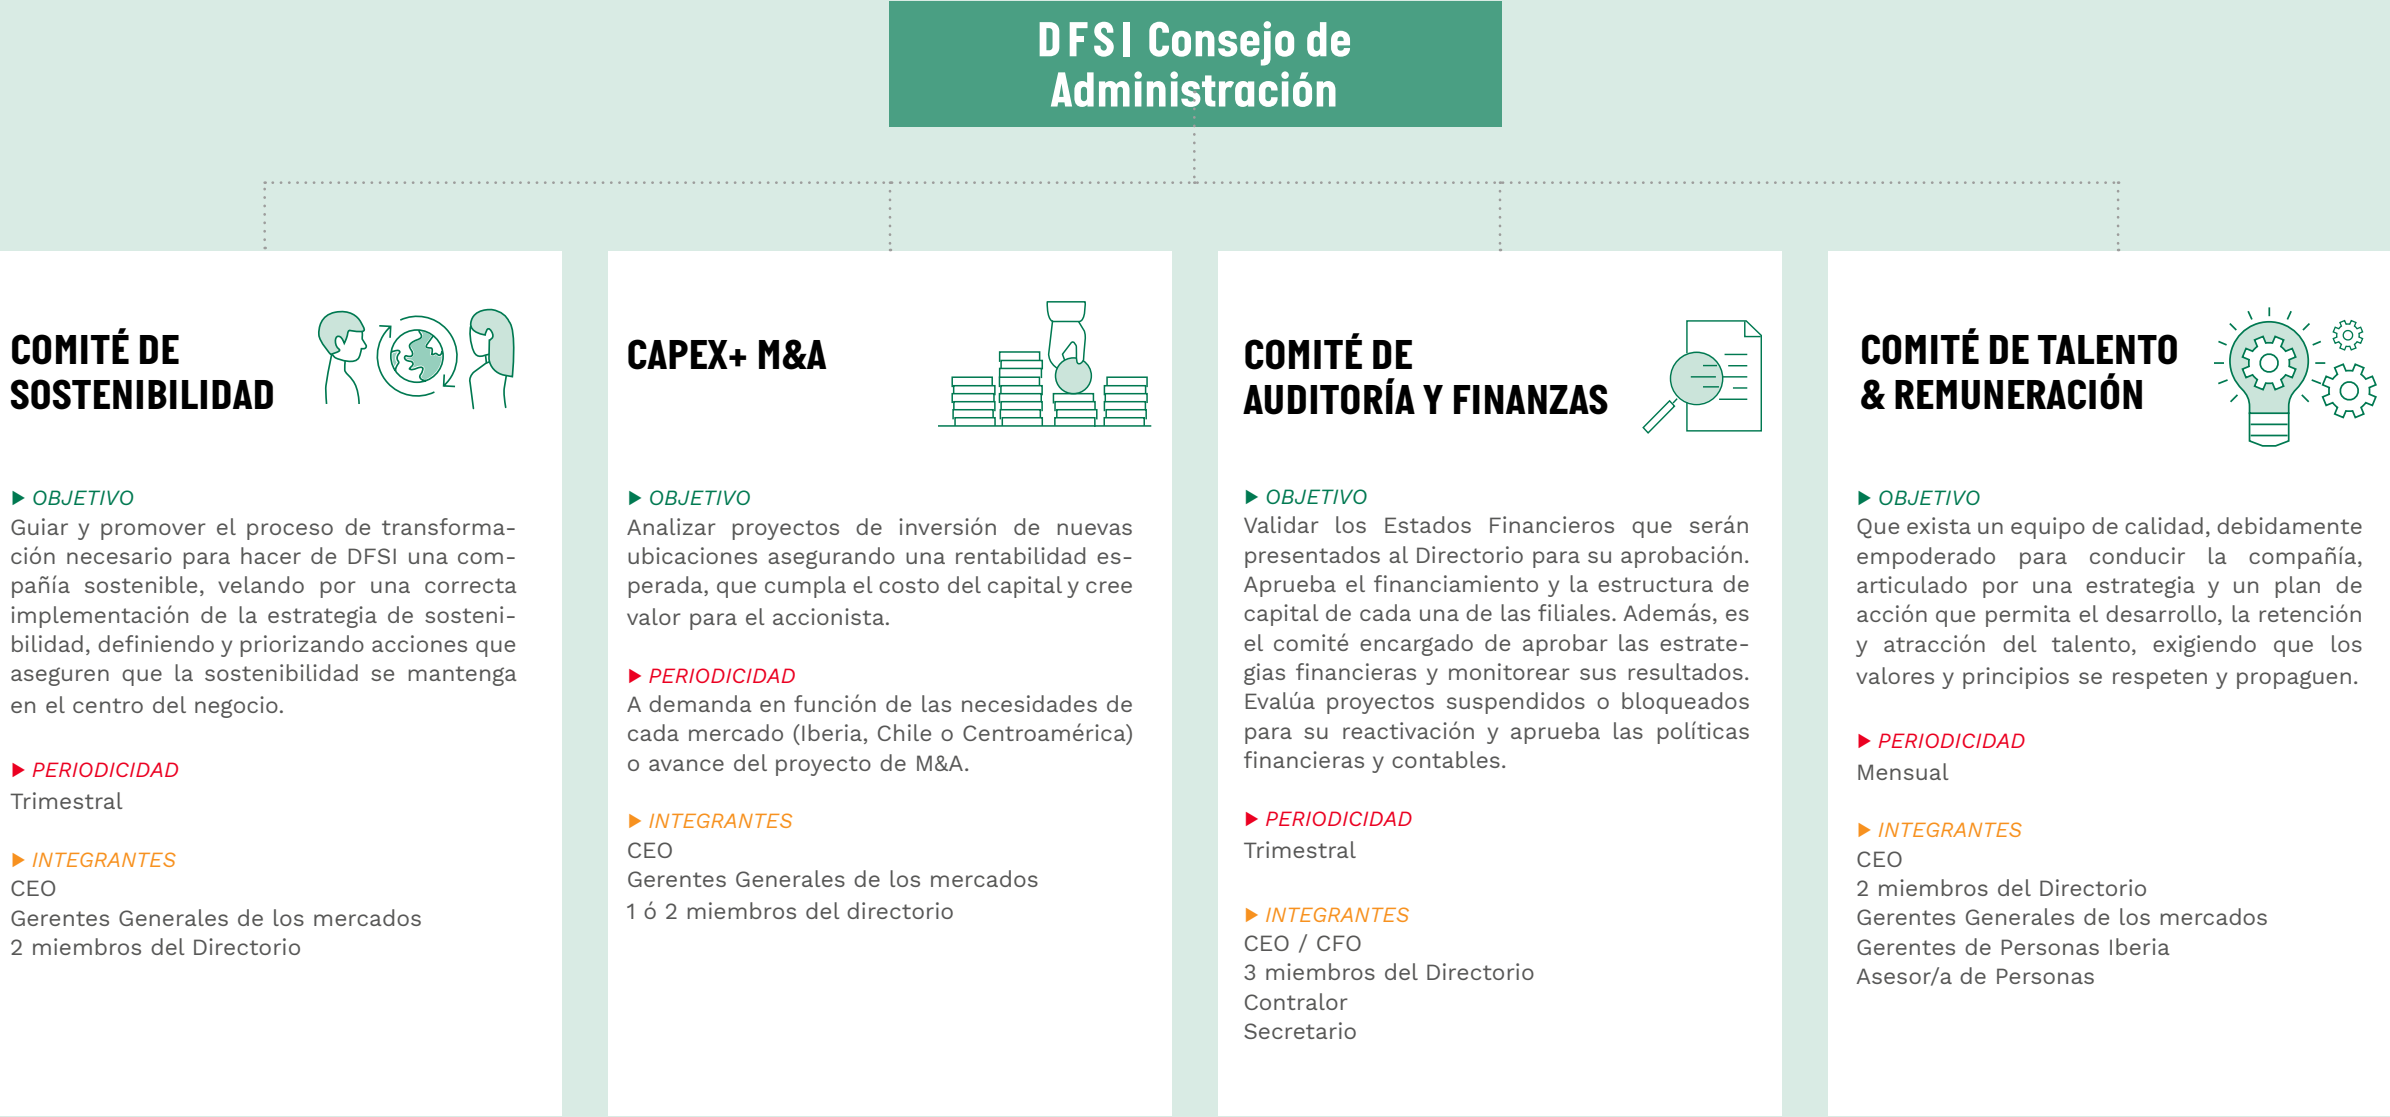 DFSI Consejo de
Administración
COMITÉ DE
SOSTENIBILIDAD
▶ OBJETIVO
Guiar y promover el proceso de transforma-
ción necesario para hacer de DFSI una com-
pañía sostenible, velando por una correcta
implementación de la estrategia de sosteni-
bilidad, definiendo y priorizando acciones que
aseguren que la sostenibilidad se mantenga
en el centro del negocio.
▶ PERIODICIDAD
Trimestral
▶ INTEGRANTES
CEO
Gerentes Generales de los mercados
2 miembros del Directorio
CAPEX+ M&A
▶ OBJETIVO
Analizar proyectos de inversión de nuevas
ubicaciones asegurando una rentabilidad es-
perada, que cumpla el costo del capital y cree
valor para el accionista.
▶ PERIODICIDAD
A demanda en función de las necesidades de
cada mercado (Iberia, Chile o Centroamérica)
o avance del proyecto de M&A.
▶ INTEGRANTES
CEO
Gerentes Generales de los mercados
1 ó 2 miembros del directorio
COMITÉ DE
AUDITORÍA Y FINANZAS
▶ OBJETIVO
Validar los Estados Financieros que serán
presentados al Directorio para su aprobación.
Aprueba el financiamiento y la estructura de
capital de cada una de las filiales. Además, es
el comité encargado de aprobar las estrate-
gias financieras y monitorear sus resultados.
Evalúa proyectos suspendidos o bloqueados
para su reactivación y aprueba las políticas
financieras y contables.
▶ PERIODICIDAD
Trimestral
▶ INTEGRANTES
CEO / CFO
3 miembros del Directorio
Contralor
Secretario
COMITÉ DE TALENTO
& REMUNERACIÓN
▶ OBJETIVO
Que exista un equipo de calidad, debidamente
empoderado para conducir la compañía,
articulado por una estrategia y un plan de
acción que permita el desarrollo, la retención
y atracción del talento, exigiendo que los
valores y principios se respeten y propaguen.
▶ PERIODICIDAD
Mensual
▶ INTEGRANTES
CEO
2 miembros del Directorio
Gerentes Generales de los mercados
Gerentes de Personas Iberia
Asesor/a de Personas